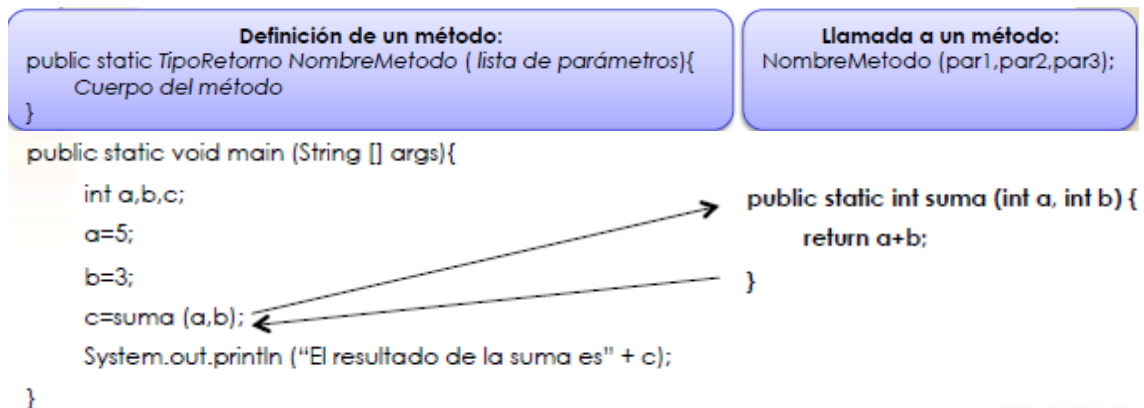 Definición de un método:
public static TipoRetorno NombreMetodo ( lista de parámetros){
Cuerpo del método
}
Llamada a un método:
NombreMetodo (par1,par2,par3);
public static void main (String [] args){
int a,b,c;
a=5;
b=3;
c=suma (a,b);
System.out.println (“El resultado de la suma es” + c);
}
public static int suma (int a, int b) {
return a+b;
}